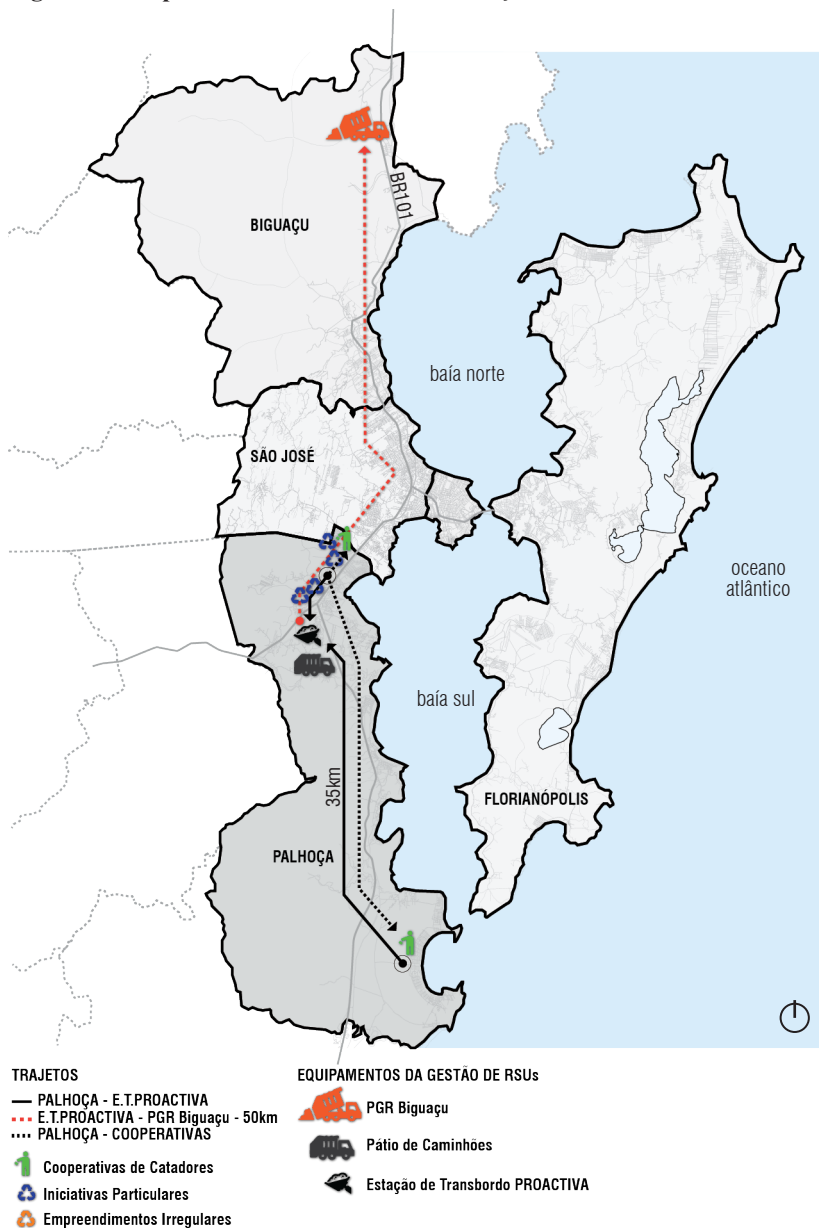 BR101
BIGUAÇU
baía norte
SÃO JOSÉ
oceano
atlântico
baía sul
35km
FLORIANÓPOLIS
PALHOÇA
TRAJETOS
PALHOÇA - E.T.PROACTIVA
E.T.PROACTIVA - PGR Biguaçu - 50km
PALHOÇA - COOPERATIVAS
Cooperativas de Catadores
Iniciativas Particulares
Empreendimentos Irregulares
EQUIPAMENTOS DA GESTÃO DE RSUs
PGR Biguaçu
Pátio de Caminhões
Estação de Transbordo PROACTIVA